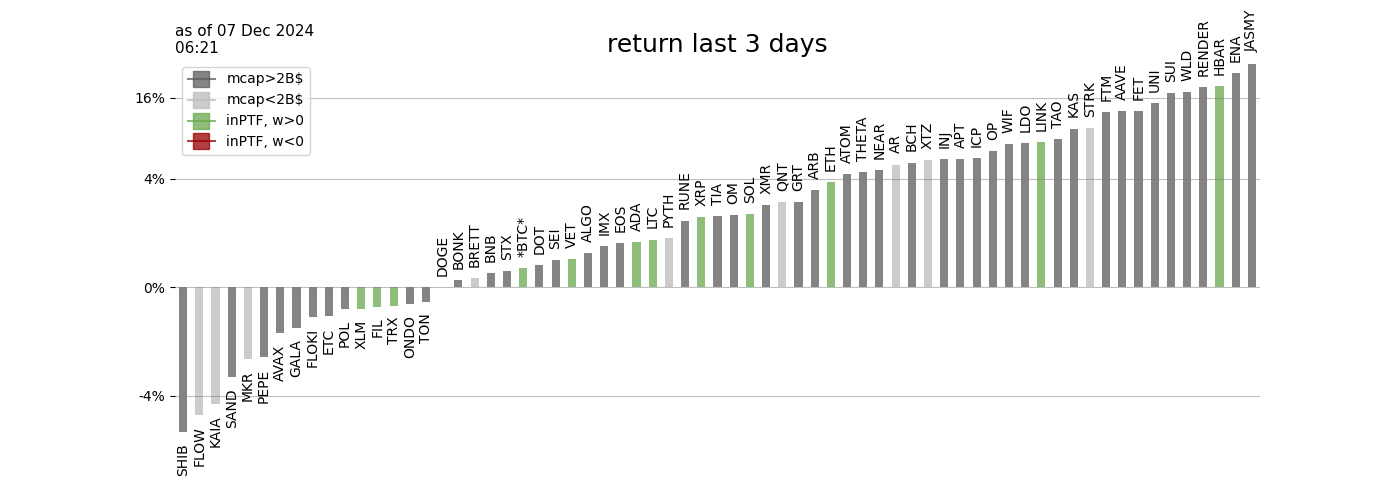 as of 07 Dec 2024
06:21
return last 3 days
mcap>2B$
mcap<2B$
inPTF, w>0
inPTF, w<0
16%
4%
0%
-4%
SHIB
FLOW
KAIA
SAND
MKR
PEPE
AVAX
GALA
FLOKI
ETC
POL
XLM
FIL
TRX
ONDO
TON
DOGE
BONK
BRETT
BNB
STX
*BTC*
DOT
SEI
VET
ALGO
IMX
EOS
ADA
LTC
PYTH
RUNE
XRP
TIA
OM
SOL
XMR
QNT
GRT
ARB
ETH
ATOM
THETA
NEAR
AR
BCH
XTZ
INJ
APT
ICP
OP
WIF
LDO
LINK
TAO
KAS
STRK
FTM
AAVE
FET
UNI
SUI
WLD
RENDER
HBAR
ENA
JASMY